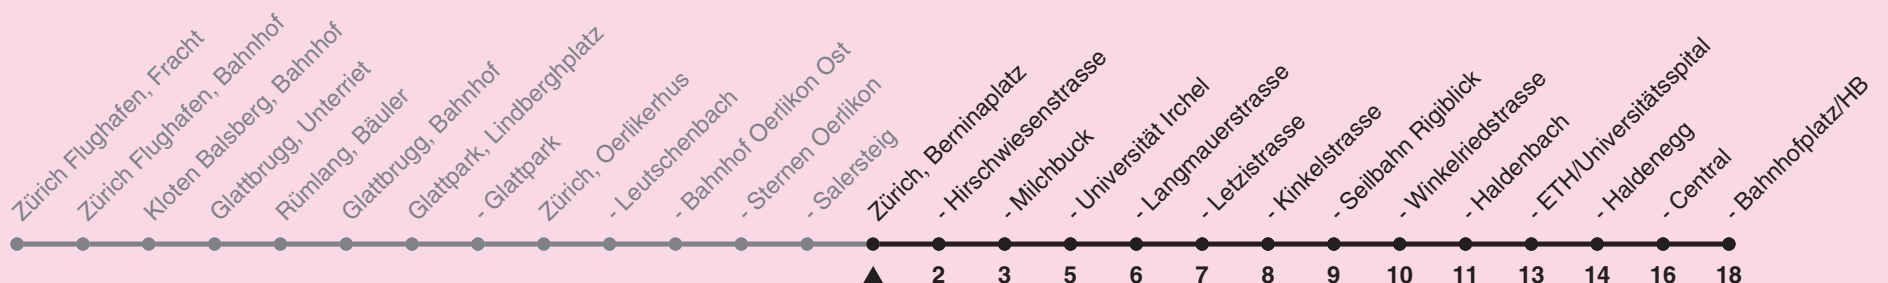 Zürich Flughafen, Fracht
Zürich Flughafen, Bahnhof
Kloten Balsberg, Bahnhof
Glattbrugg, Unterriet
Rümlang, Bäuler
Glattbrugg, Bahnhof
Glattpark, Lindberghplatz
- Glattpark
Zürich, Oerlikerhus
- Leutschenbach
- Bahnhof Oerlikon Ost
- Sternen Oerlikon
- Salersteig
Zürich, Berninaplatz
- Hirschwiesenstrasse
- Milchbuck
- Universität Irchel
- Langmauerstrasse
- Letzistrasse
- Kinkelstrasse
- Seilbahn Rigiblick
- Winkelriedstrasse
- Haldenbach
- ETH/Universitätsspital
- Haldenegg
- Central
- Bahnhofplatz/HB
2 3 5 6 7 8 9 10 11 13 14 16 18